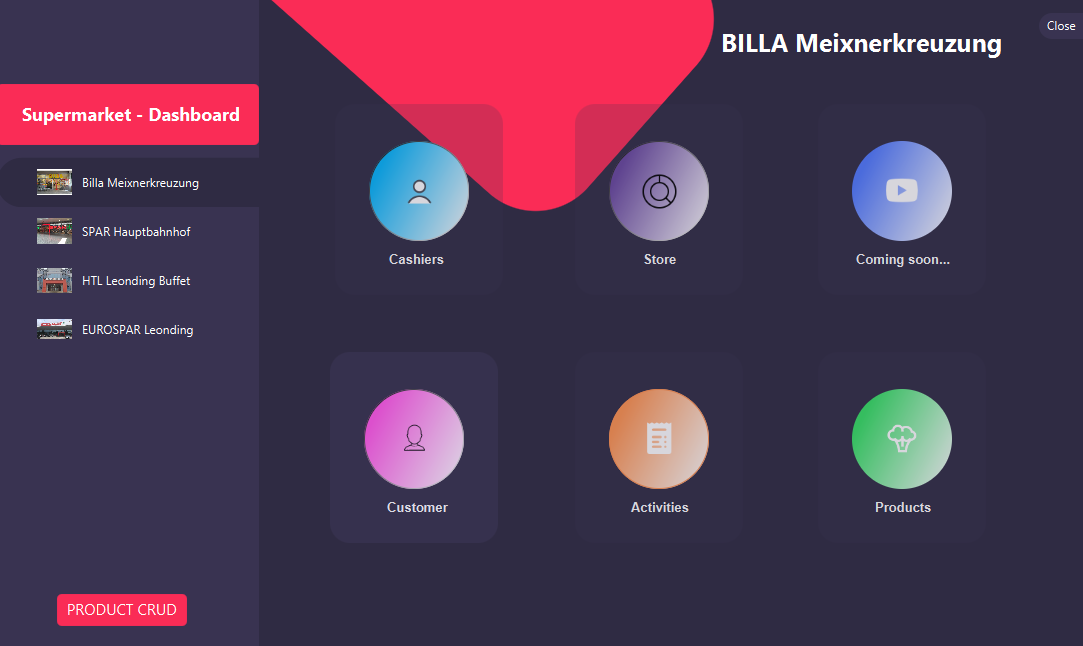 Close
BILLA Meixnerkreuzung
Supermarket - Dashboard
Billa Meixnerkreuzung
SPAR Hauptbahnhof
HTL Leonding Buffet
EUROSPAR Leonding
PRODUCT CRUD
Cashiers
Store
Coming soon...
Customer
Activities
Products